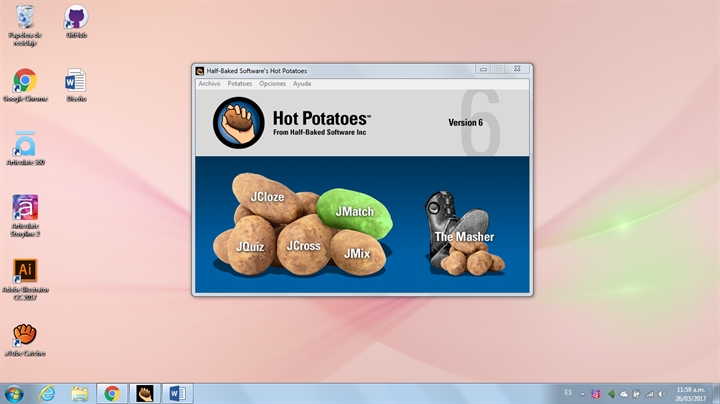 Papelera de
reciclaje
GitHub
Google Chrome
Diseño
Articulate 360
Articulate
Storyline 2
Adobe Illustrator
CC 2017
aTube Catcher
Half-Baked Software's Hot Potatoes
Archivo Potatoes Opciones Ayuda
Hot Potatoes™
From Half-Baked Software Inc
Version 6
6
JCloze
JMatch
JQuiz
JCross
JMix
The Masher
ES
11:59 a.m.
26/03/2017